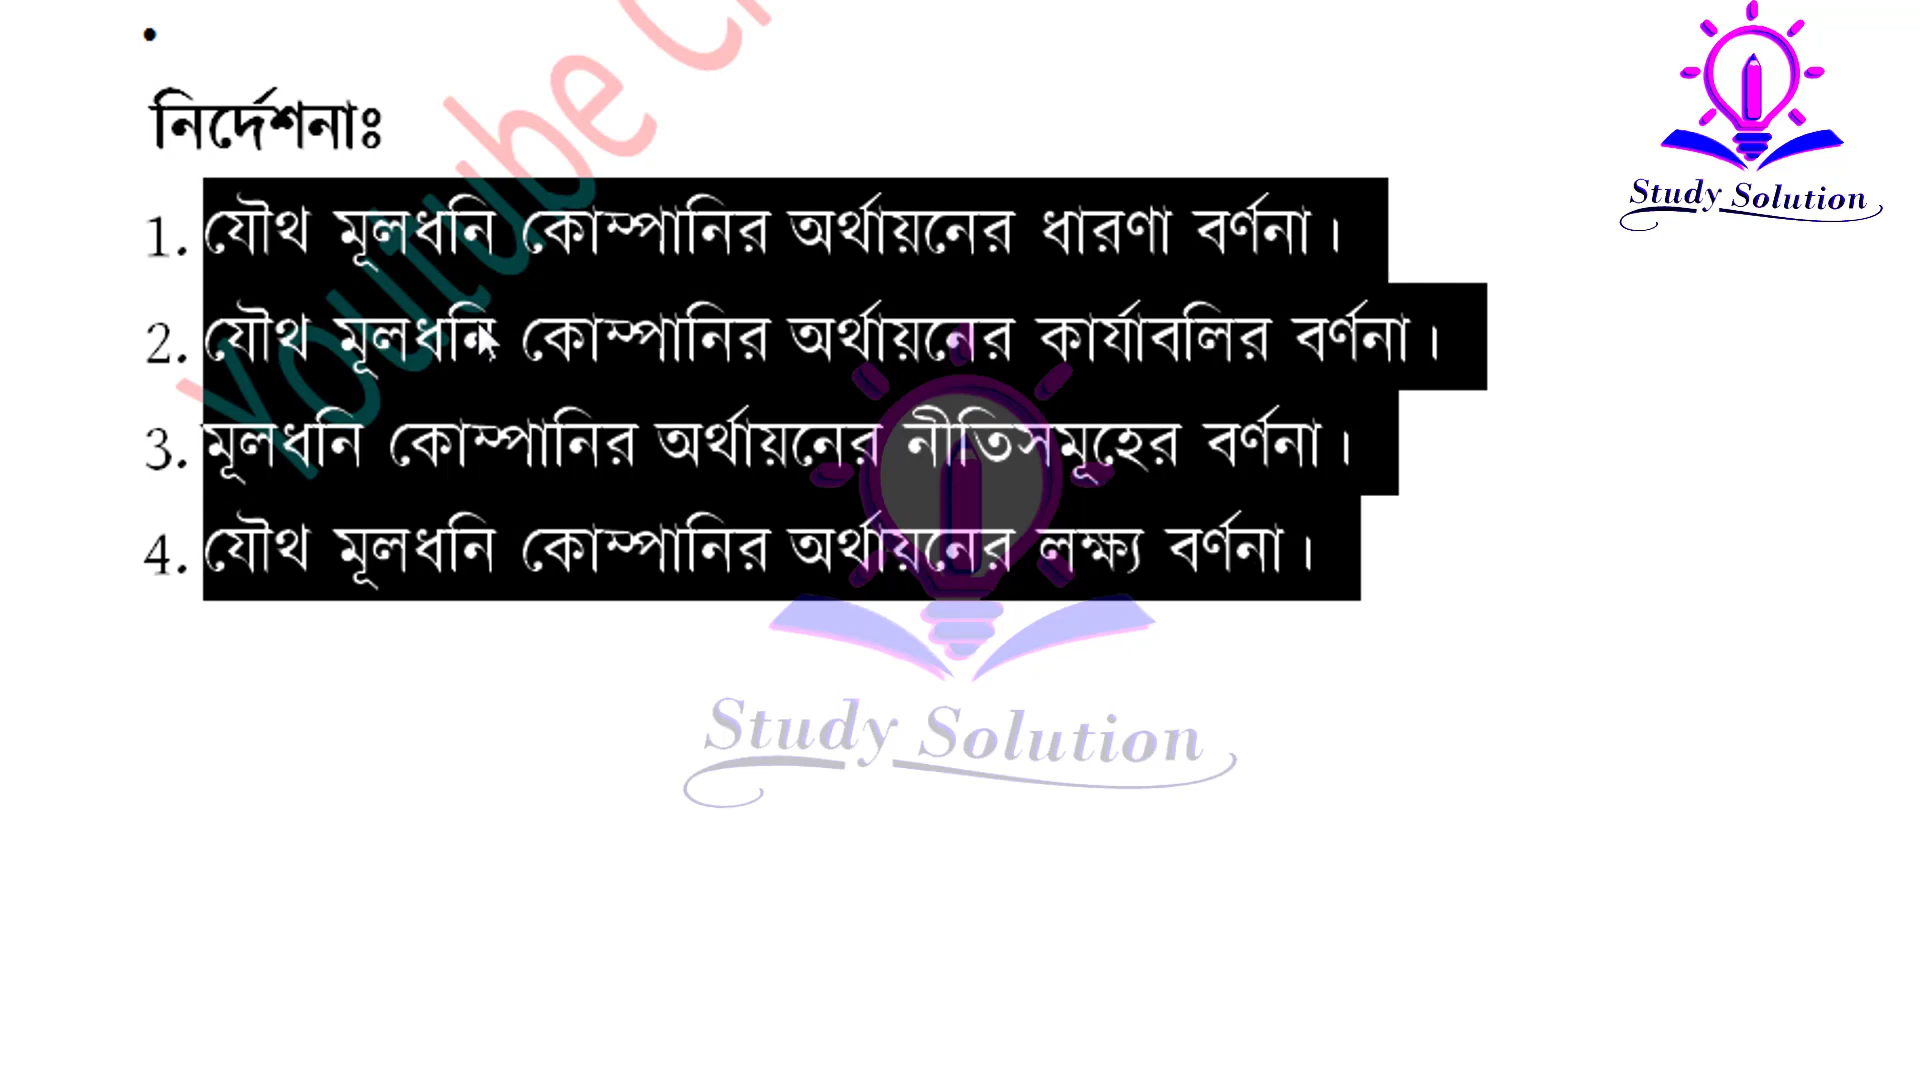 Youtube C
Study Solution
নির্দেশনাঃ
1. যৌথ মূলধনি কোম্পানির অর্থায়নের ধারণা বর্ণনা।
2. যৌথ মূলধনি কোম্পানির অর্থায়নের কার্যাবলির বর্ণনা।
3. মূলধনি কোম্পানির অর্থায়নের নীতিসমূহের বর্ণনা।
4. যৌথ মূলধনি কোম্পানির অর্থায়নের লক্ষ্য বর্ণনা।
Study Solution